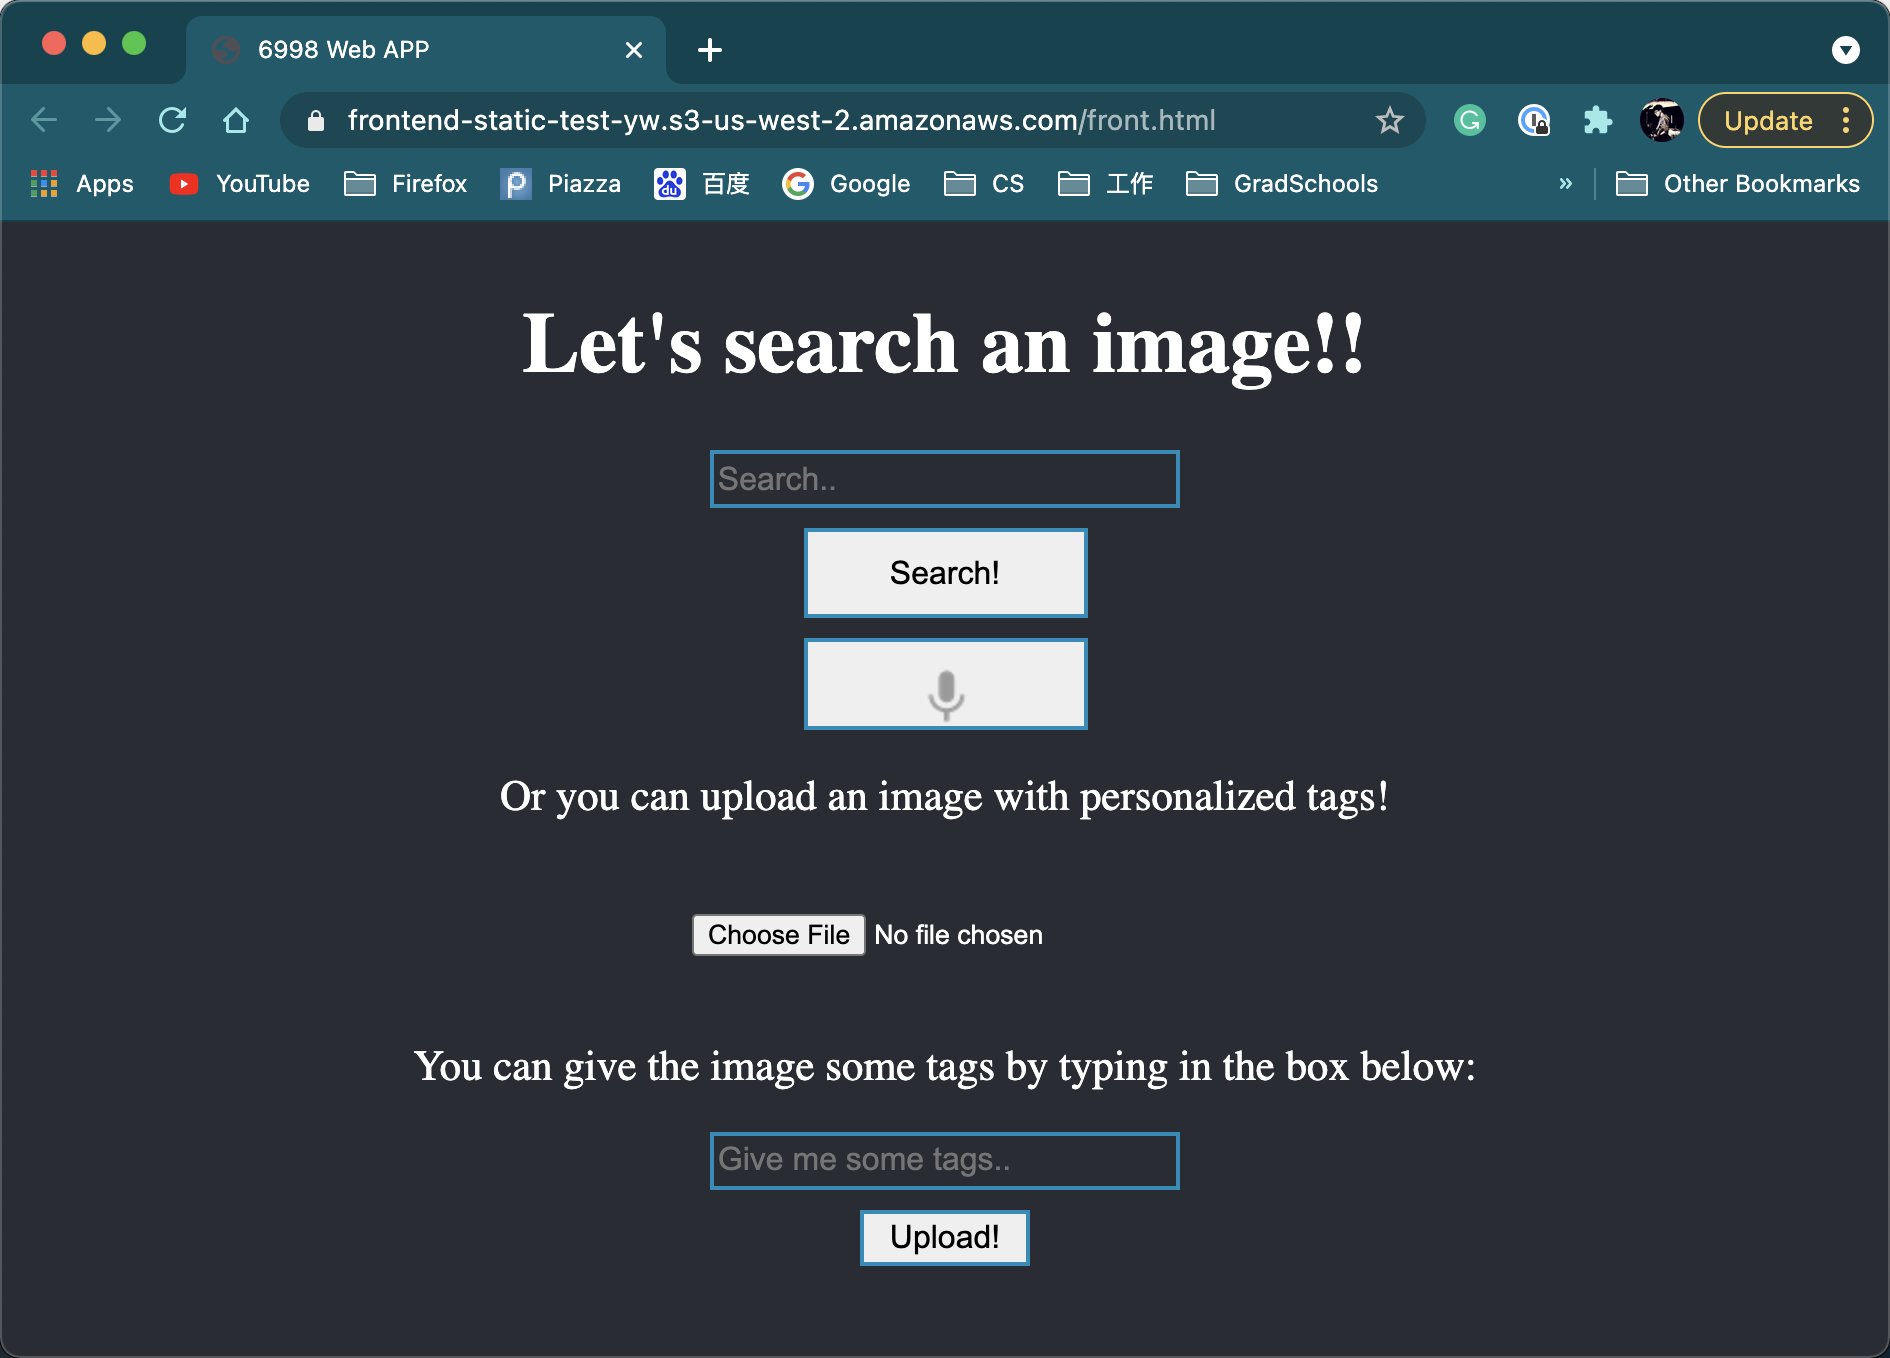 6998 Web APP
frontend-static-test-yw.s3-us-west-2.amazonaws.com/front.html
Update
Apps YouTube Firefox Piazza 百度 Google CS 工作 GradSchools » Other Bookmarks
Let's search an image!!
Search..
Search!
Or you can upload an image with personalized tags!
Choose File No file chosen
You can give the image some tags by typing in the box below:
Give me some tags..
Upload!